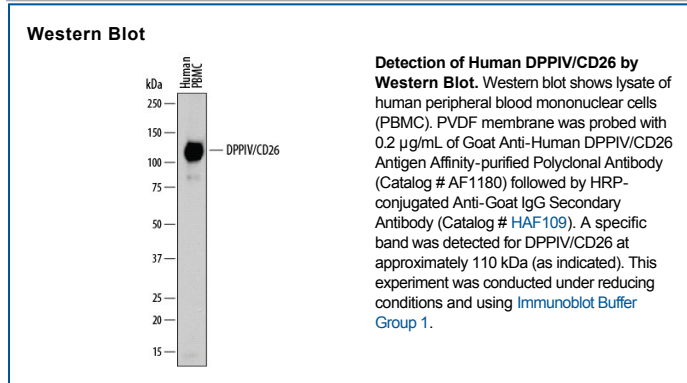 Western Blot
Human
PBMC
kDa
250
150
100
75
50
37
25
20
15
DPPIV/CD26
Detection of Human DPPIV/CD26 by
Western Blot. Western blot shows lysate of
human peripheral blood mononuclear cells
(PBMC). PVDF membrane was probed with
0.2 µg/mL of Goat Anti-Human DPPIV/CD26
Antigen Affinity-purified Polyclonal Antibody
(Catalog # AF1180) followed by HRP-
conjugated Anti-Goat IgG Secondary
Antibody (Catalog # HAF109). A specific
band was detected for DPPIV/CD26 at
approximately 110 kDa (as indicated). This
experiment was conducted under reducing
conditions and using Immunoblot Buffer
Group 1.